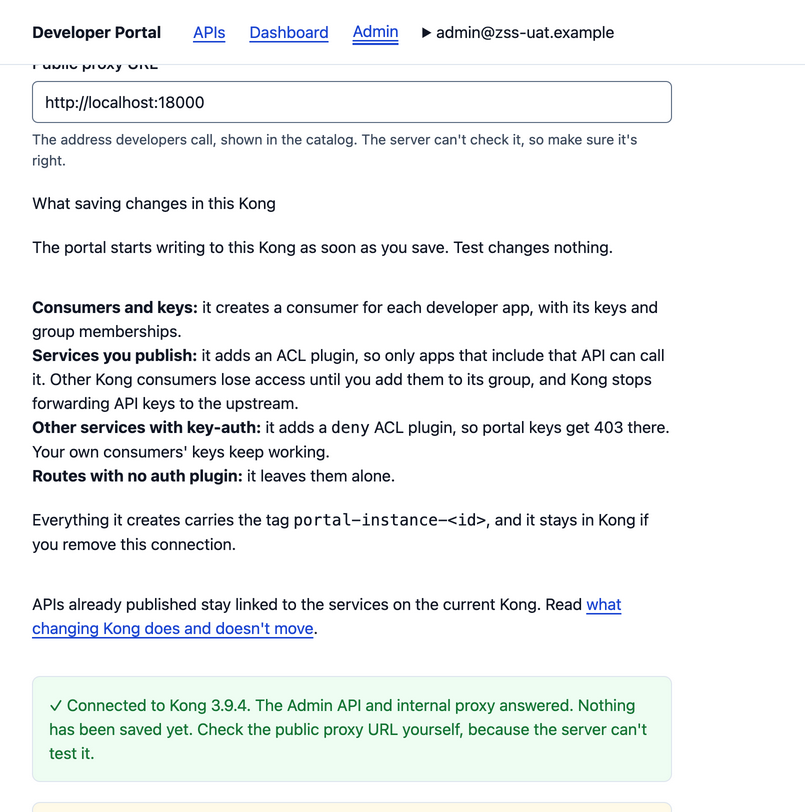 Developer Portal APIs Dashboard Admin ▶ admin@zss-uat.example
Public proxy URL
http://localhost:18000
The address developers call, shown in the catalog. The server can't check it, so make sure it's
right.
What saving changes in this Kong
The portal starts writing to this Kong as soon as you save. Test changes nothing.
Consumers and keys: it creates a consumer for each developer app, with its keys and
group memberships.
Services you publish: it adds an ACL plugin, so only apps that include that API can call
it. Other Kong consumers lose access until you add them to its group, and Kong stops
forwarding API keys to the upstream.
Other services with key-auth: it adds a deny ACL plugin, so portal keys get 403 there.
Your own consumers' keys keep working.
Routes with no auth plugin: it leaves them alone.
Everything it creates carries the tag portal-instance-<id>, and it stays in Kong if
you remove this connection.
APIs already published stay linked to the services on the current Kong. Read what
changing Kong does and doesn't move.
✓ Connected to Kong 3.9.4. The Admin API and internal proxy answered. Nothing
has been saved yet. Check the public proxy URL yourself, because the server can't
test it.